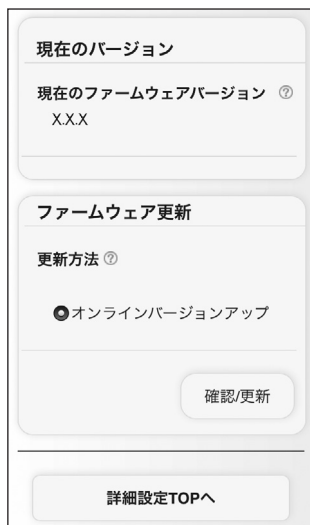 現在のバージョン
現在のファームウェアバージョン ?
X.X.X
ファームウェア更新
更新方法 ?
オンラインバージョンアップ
確認/更新
詳細設定TOPへ